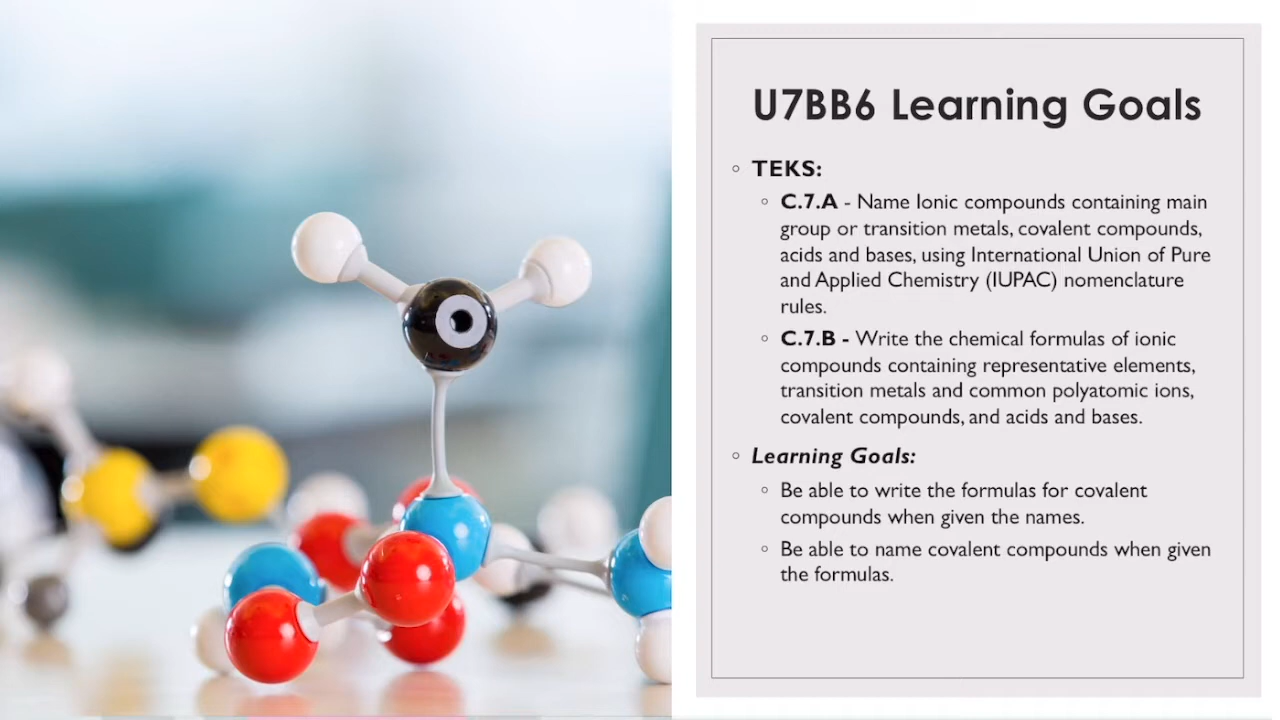 U7BB6 Learning Goals
TEKS:
C.7.A - Name Ionic compounds containing main
group or transition metals, covalent compounds,
acids and bases, using International Union of Pure
and Applied Chemistry (IUPAC) nomenclature
rules.
C.7.B - Write the chemical formulas of ionic
compounds containing representative elements,
transition metals and common polyatomic ions,
covalent compounds, and acids and bases.
Learning Goals:
Be able to write the formulas for covalent
compounds when given the names.
Be able to name covalent compounds when given
the formulas.